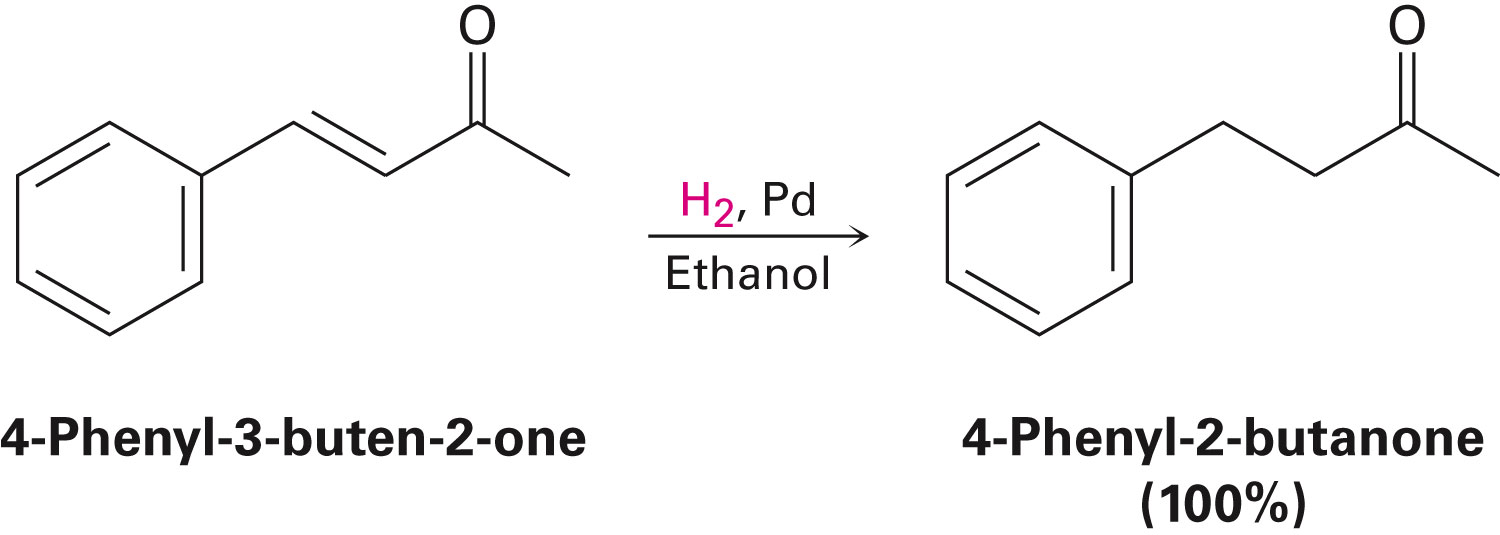 O
O
H2, Pd
Ethanol
4-Phenyl-3-buten-2-one
4-Phenyl-2-butanone
(100%)